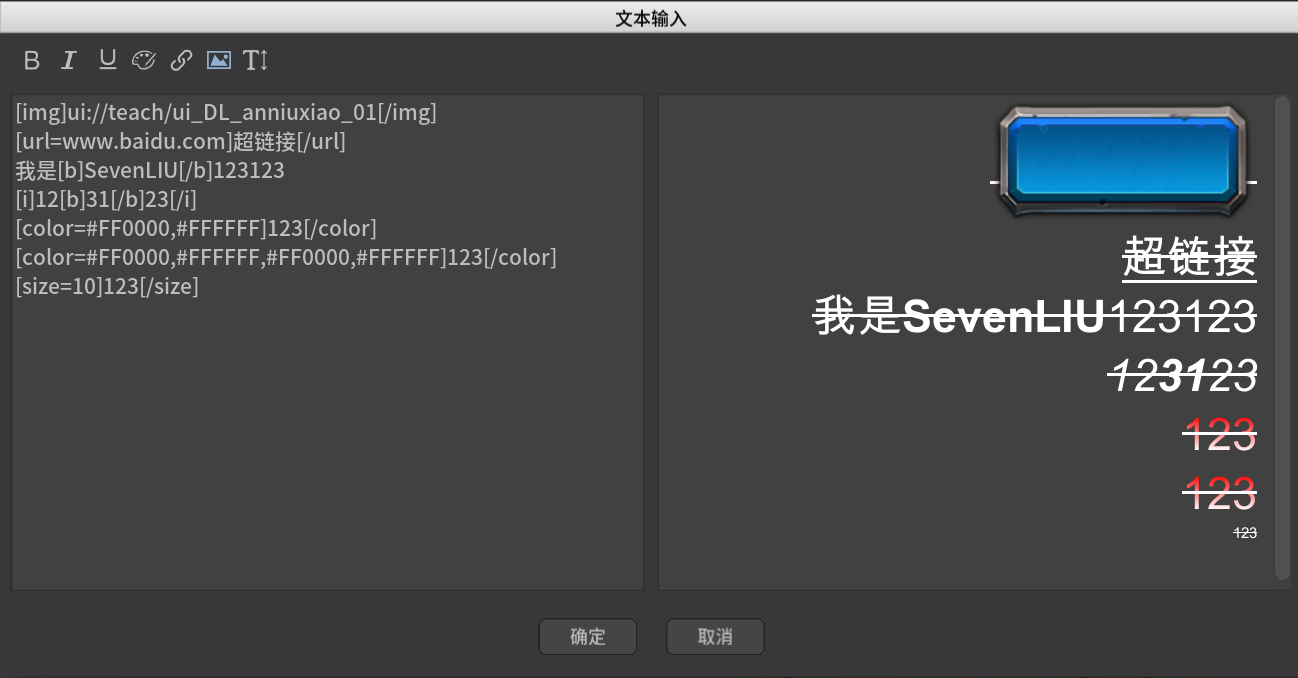 文本输入
B I U T
[img]ui://teach/ui_DL_anniuxiao_01[/img]
[url=www.baidu.com]超链接[/url]
我是[b]SevenLIU[/b]123123
[i]12[b]31[/b]23[/i]
[color=#FF0000,#FFFFFF]123[/color]
[color=#FF0000,#FFFFFF,#FF0000,#FFFFFF]123[/color]
[size=10]123[/size]
超链接
我是SevenLIU123123
123123
123
123
123
确定
取消